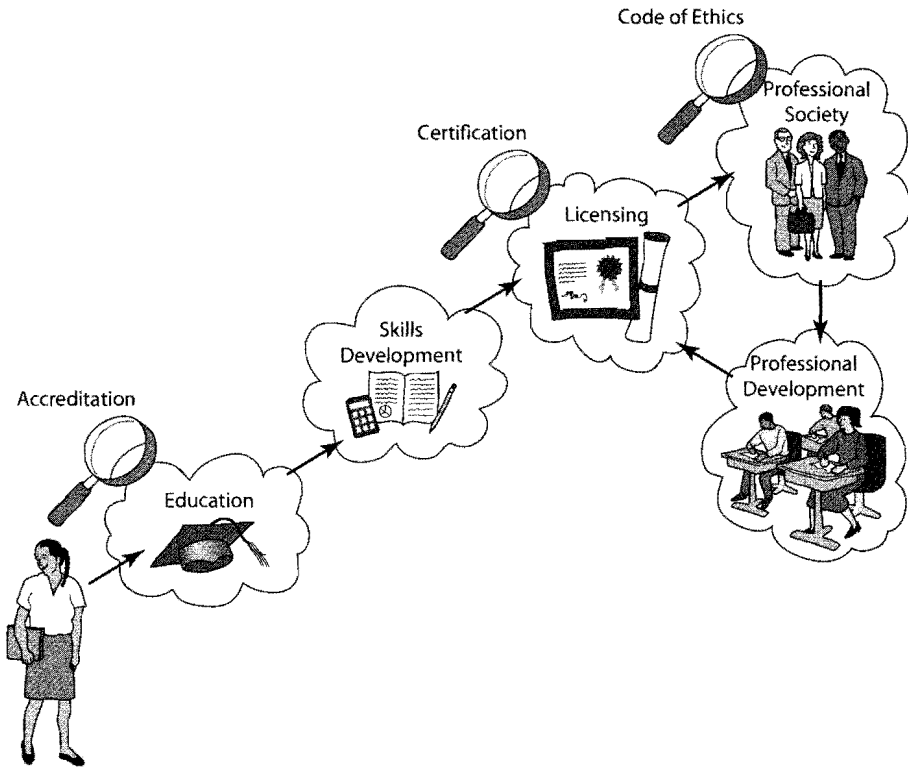 Code of Ethics
Professional
Society
Certification
Licensing
Skills
Development
Professional
Development
Accreditation
Education